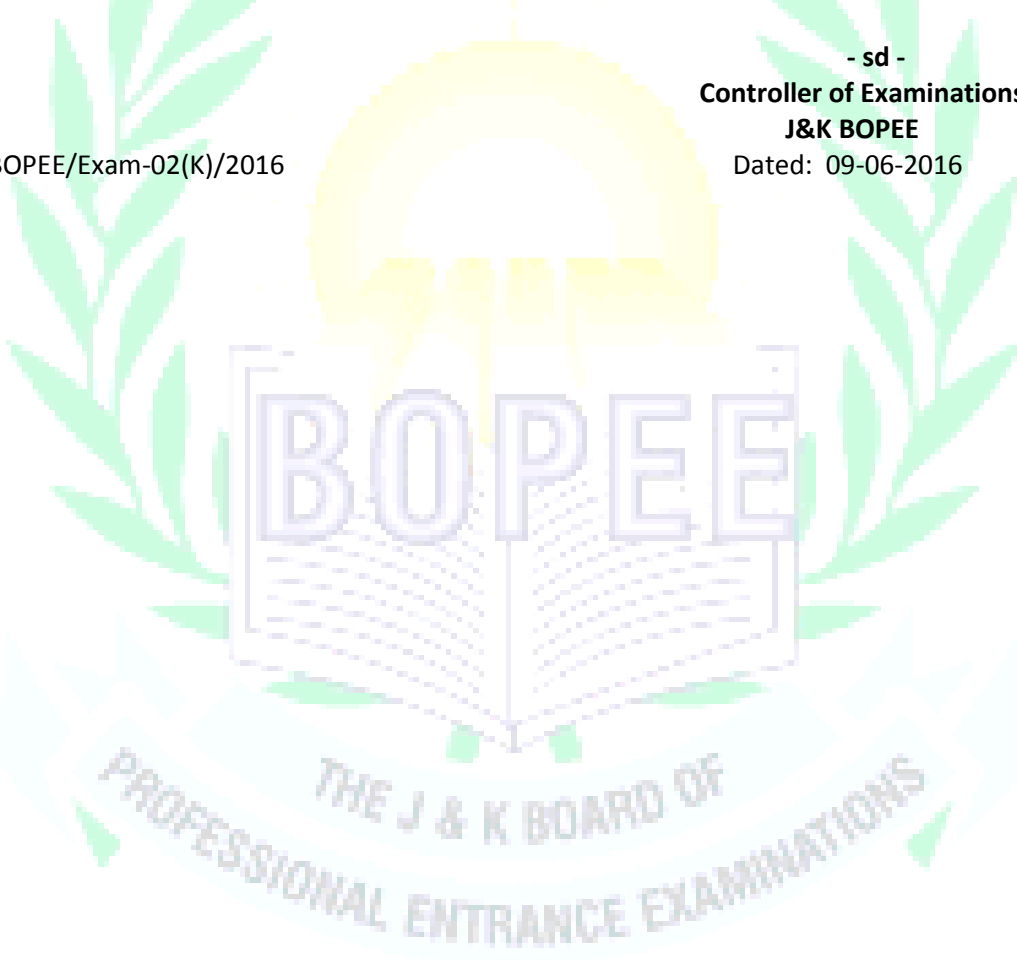 - sd -
Controller of Examinations
J&K BOPEE
BOPEE/Exam-02(K)/2016 Dated: 09-06-2016
BOPEE
THE J & K BOARD OF
PROFESSIONAL ENTRANCE EXAMINATIONS